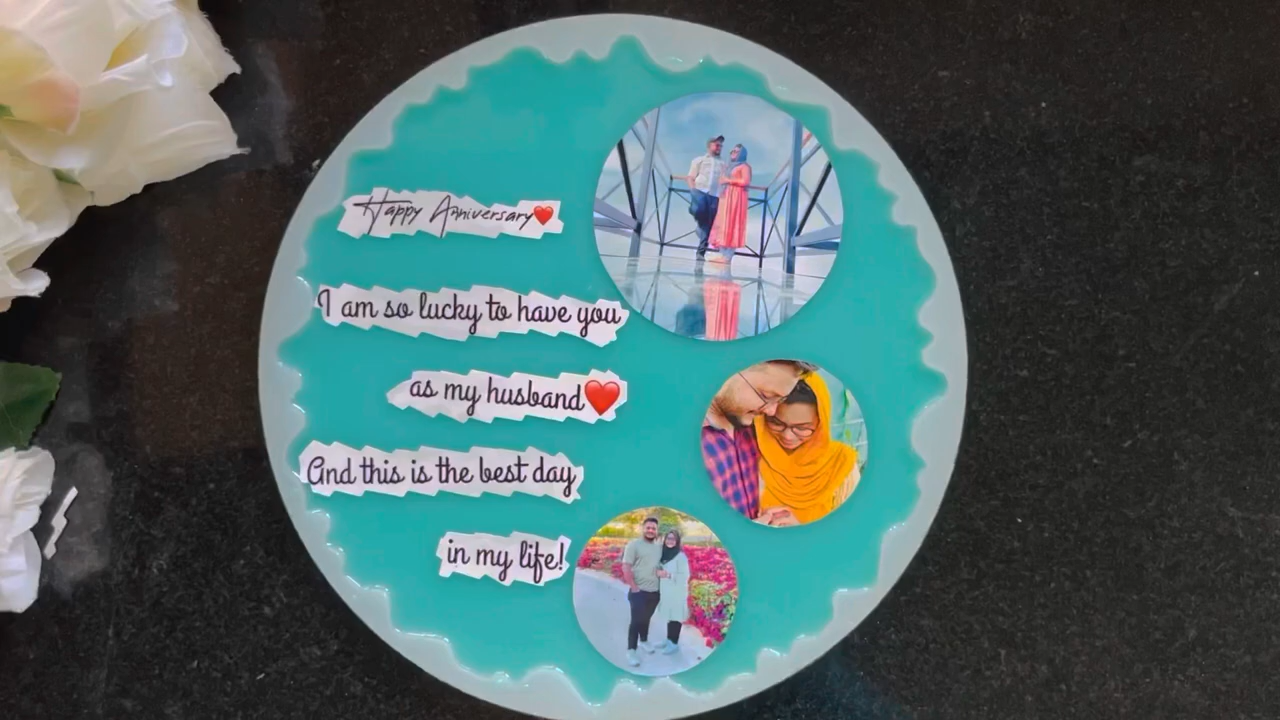 Happy Anniversary❤️
I am so lucky to have you
as my husband❤️
And this is the best day
in my life!